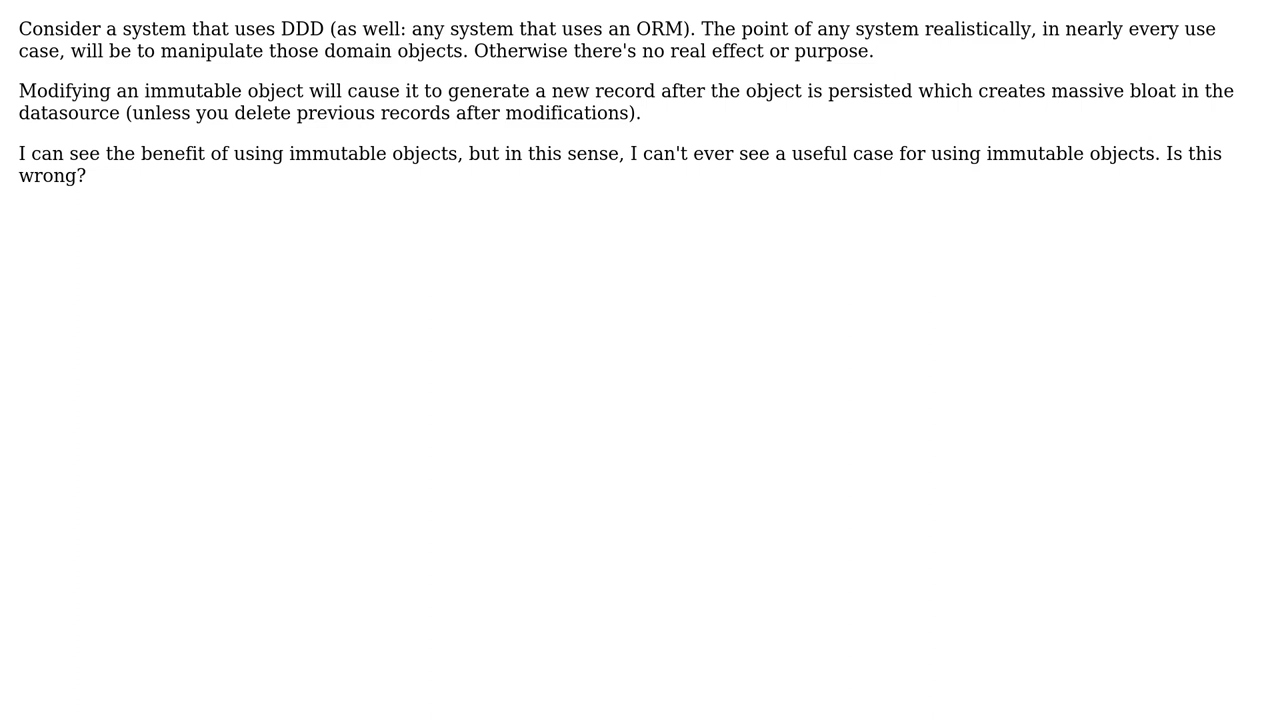 Consider a system that uses DDD (as well: any system that uses an ORM). The point of any system realistically, in nearly every use
case, will be to manipulate those domain objects. Otherwise there's no real effect or purpose.
Modifying an immutable object will cause it to generate a new record after the object is persisted which creates massive bloat in the
datasource (unless you delete previous records after modifications).
I can see the benefit of using immutable objects, but in this sense, I can't ever see a useful case for using immutable objects. Is this
wrong?